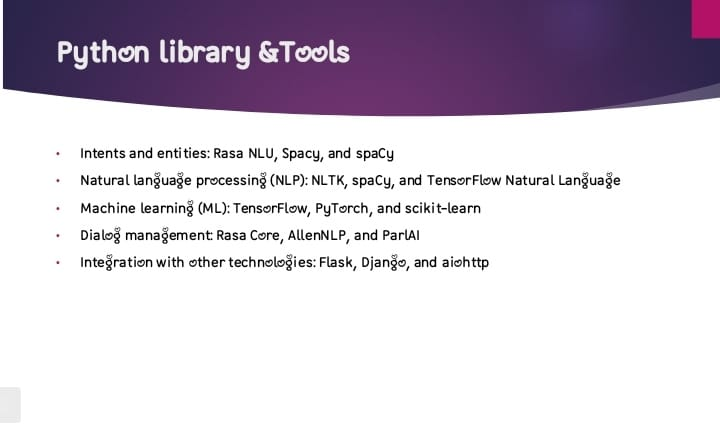 Python library &Tools
• Intents and entities: Rasa NLU, Spacy, and spaCy
• Natural language processing (NLP): NLTK, spaCy, and TensorFlow Natural Language
• Machine learning (ML): TensorFlow, PyTorch, and scikit-learn
• Dialog management: Rasa Core, AllenNLP, and ParlAI
• Integration with other technologies: Flask, Django, and aiohttp